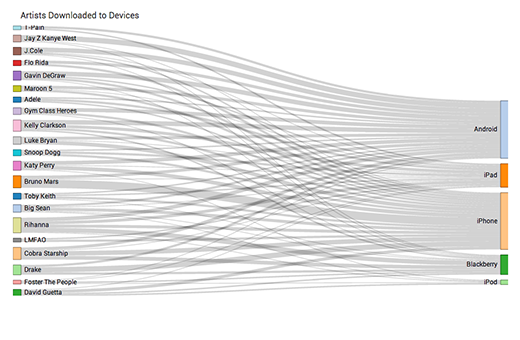 Artists Downloaded to Devices
T-Pain
Jay Z Kanye West
J.Cole
Flo Rida
Gavin DeGraw
Maroon 5
Adele
Gym Class Heroes
Kelly Clarkson
Luke Bryan
Snoop Dogg
Katy Perry
Bruno Mars
Toby Keith
Big Sean
Rihanna
LMFAO
Cobra Starship
Drake
Foster The People
David Guetta
Android
iPad
iPhone
Blackberry
iPod